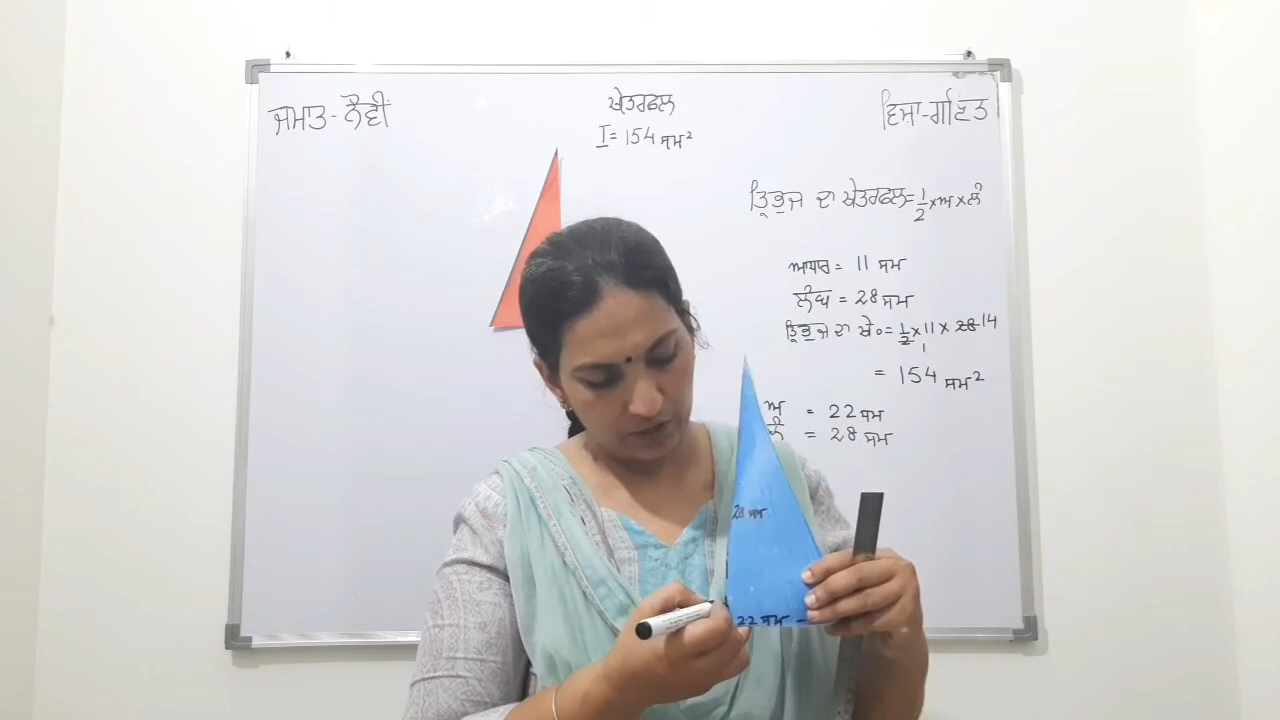 ਜਮਾਤ - ਨੌਵੀਂ
ਖੇਤਰਫਲ
I = 154 ਸਮ²
ਵਿਸ਼ਾ - ਗਣਿਤ
ਤ੍ਰਿਭੁਜ ਦਾ ਖੇਤਰਫਲ = 1/2 × ਅ × ਲੰ
ਆਧਾਰ = 11 ਸਮ
ਲੰਬ = 28 ਸਮ
ਤ੍ਰਿਭੁਜ ਦਾ ਖੇ॰ = 1/2 × 11 × 28 14
1
= 154 ਸਮ²
ਅ = 22 ਸਮ
ਲੰ = 28 ਸਮ
28 ਸਮ
22 ਸਮ